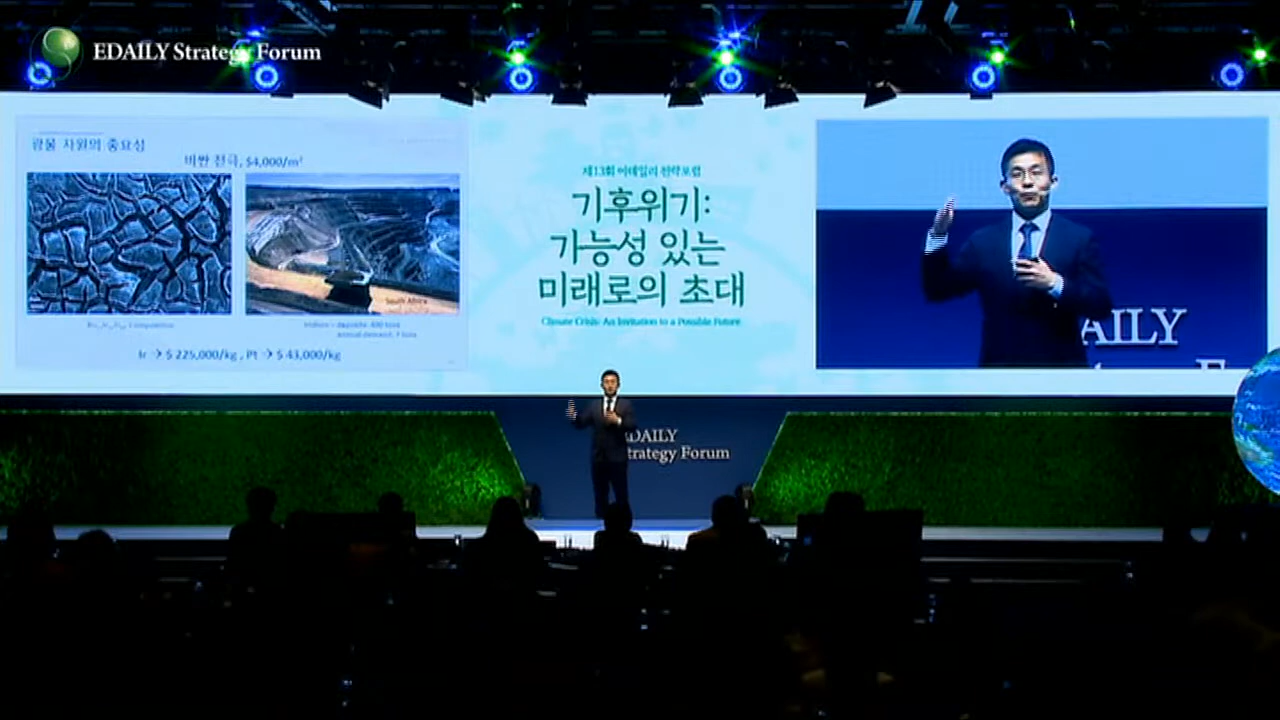 EDAILY Strategy Forum
광물 자원의 중요성
비싼 전극, $4,000/m²
South Africa
Ir → $ 225,000/kg , Pt → $ 43,000/kg
제13회 이데일리 전략포럼
기후위기:
가능성 있는
미래로의 초대
Climate Crisis: An Invitation to a Possible Future
AILY
EDAILY
trategy Forum